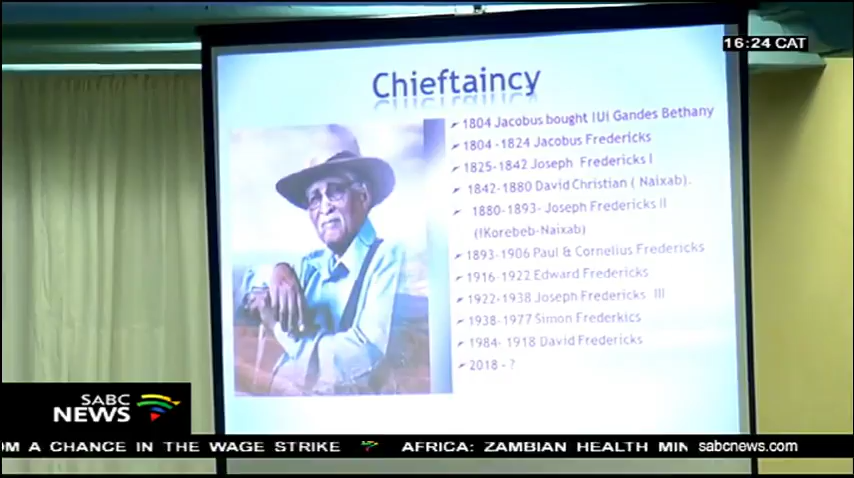 16:24 CAT
Chieftaincy
1804 Jacobus bought IUI Gandes Bethany
1804 -1824 Jacobus Fredericks
1825-1842 Joseph Fredericks I
1842-1880 David Christian ( Naixab).
1880-1893- Joseph Fredericks II
(!Korebeb-Naixab)
1893-1906 Paul & Cornelius Fredericks
1916-1922 Edward Fredericks
1922-1938 Joseph Fredericks III
1938-1977 Simon Frederkics
1984- 1918 David Fredericks
2018 - ?
SABC
NEWS
OM A CHANCE IN THE WAGE STRIKE AFRICA: ZAMBIAN HEALTH MIN sabcnews.com